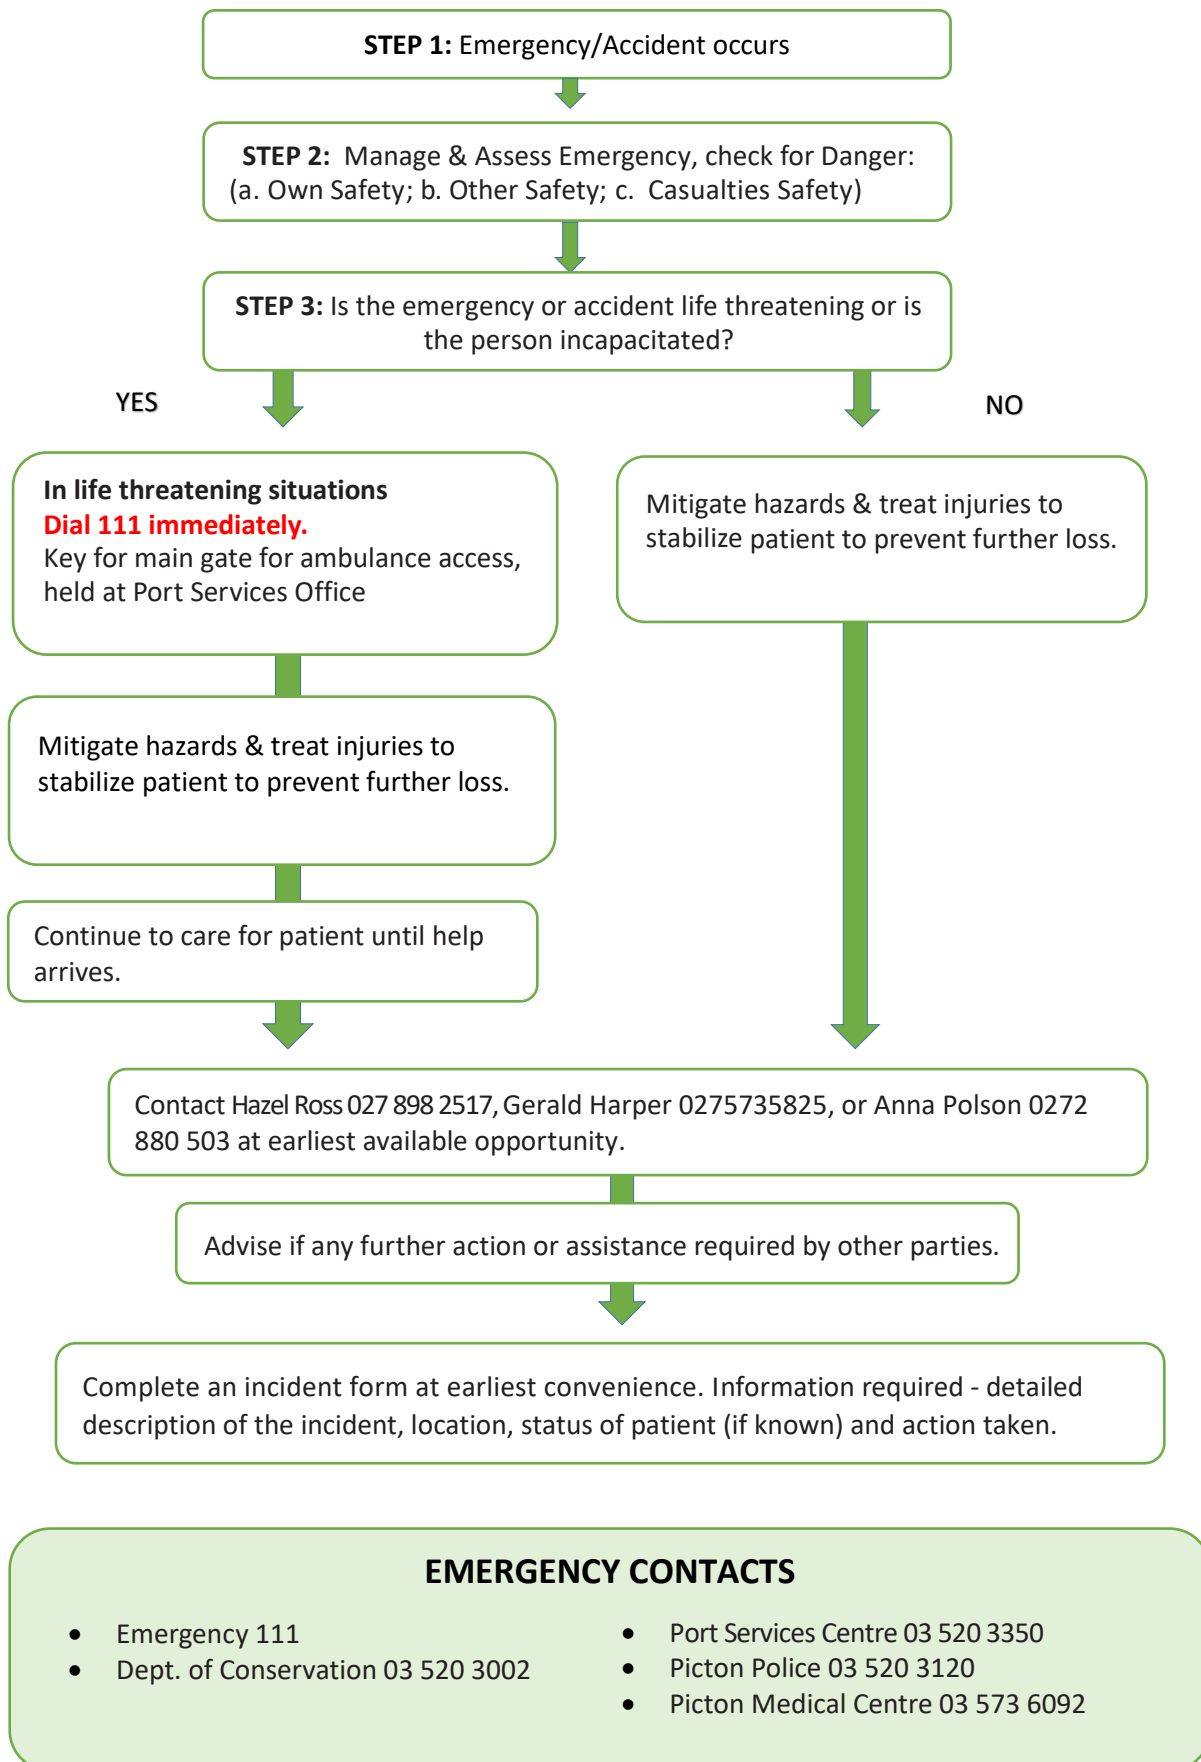 STEP 1: Emergency/Accident occurs
STEP 2: Manage & Assess Emergency, check for Danger:
(a. Own Safety; b. Other Safety; c. Casualties Safety)
STEP 3: Is the emergency or accident life threatening or is
the person incapacitated?
YES
NO
In life threatening situations
Dial 111 immediately.
Key for main gate for ambulance access,
held at Port Services Office
Mitigate hazards & treat injuries to
stabilize patient to prevent further loss.
Mitigate hazards & treat injuries to
stabilize patient to prevent further loss.
Continue to care for patient until help
arrives.
Contact Hazel Ross 027 898 2517, Gerald Harper 0275735825, or Anna Polson 0272
880 503 at earliest available opportunity.
Advise if any further action or assistance required by other parties.
Complete an incident form at earliest convenience. Information required - detailed
description of the incident, location, status of patient (if known) and action taken.
EMERGENCY CONTACTS
• Emergency 111
• Dept. of Conservation 03 520 3002
• Port Services Centre 03 520 3350
• Picton Police 03 520 3120
• Picton Medical Centre 03 573 6092